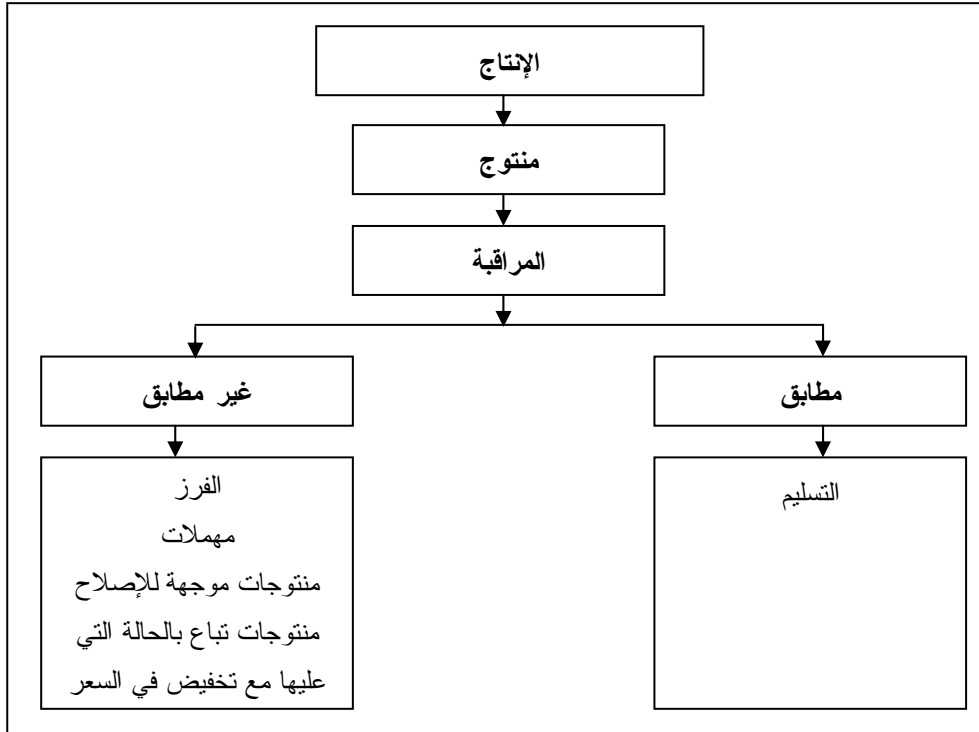 الإنتاج
منتوج
المراقبة
مطابق
غير مطابق
التسليم
الفرز
مهملات
منتوجات موجهة للإصلاح
منتوجات تباع بالحالة التي
عليها مع تخفيض في السعر